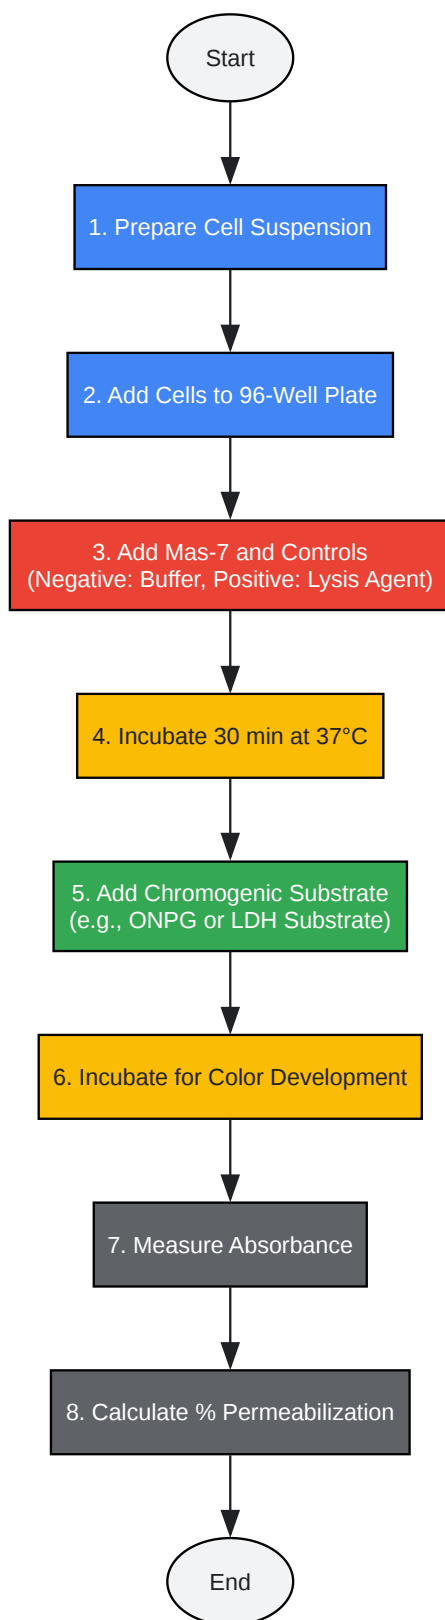 Start
1. Prepare Cell Suspension
2. Add Cells to 96-Well Plate
3. Add Mas-7 and Controls
(Negative: Buffer, Positive: Lysis Agent)
4. Incubate 30 min at 37°C
5. Add Chromogenic Substrate
(e.g., ONPG or LDH Substrate)
6. Incubate for Color Development
7. Measure Absorbance
8. Calculate % Permeabilization
End